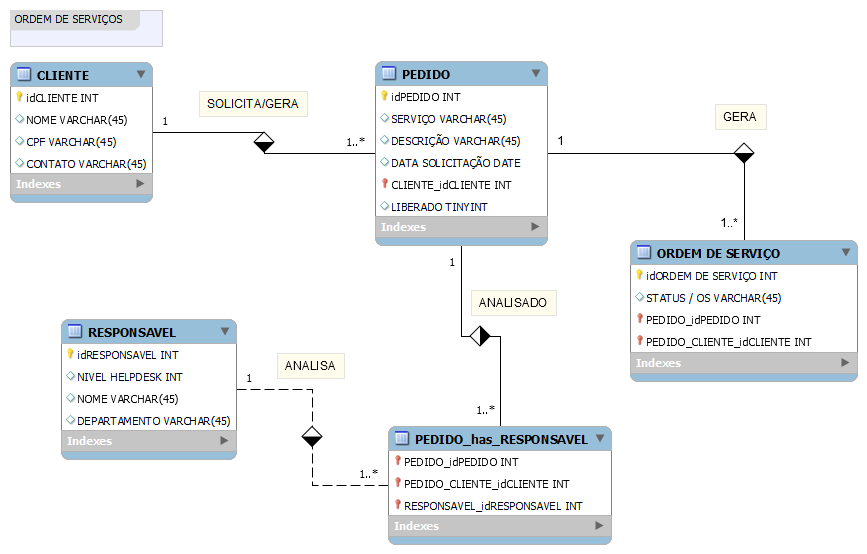 ORDEM DE SERVIÇOS
CLIENTE
idCLIENTE INT
NOME VARCHAR(45)
CPF VARCHAR(45)
CONTATO VARCHAR(45)
Indexes
SOLICITA/GERA
1
1..*
PEDIDO
idPEDIDO INT
SERVIÇO VARCHAR(45)
DESCRIÇÃO VARCHAR(45)
DATA SOLICITAÇÃO DATE
CLIENTE_idCLIENTE INT
LIBERADO TINYINT
Indexes
GERA
1
1..*
ORDEM DE SERVIÇO
idORDEM DE SERVIÇO INT
STATUS / OS VARCHAR(45)
PEDIDO_idPEDIDO INT
PEDIDO_CLIENTE_idCLIENTE INT
Indexes
1
ANALISADO
1..*
RESPONSAVEL
idRESPONSAVEL INT
NIVEL HELPDESK INT
NOME VARCHAR(45)
DEPARTAMENTO VARCHAR(45)
Indexes
ANALISA
1
1..*
PEDIDO_has_RESPONSAVEL
PEDIDO_idPEDIDO INT
PEDIDO_CLIENTE_idCLIENTE INT
RESPONSAVEL_idRESPONSAVEL INT
Indexes